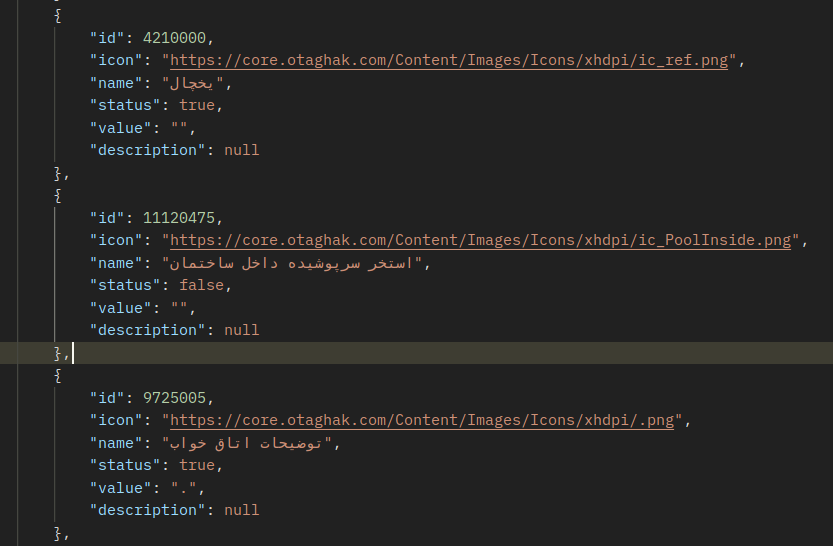 },
{
"id": 4210000,
"icon": "https://core.otaghak.com/Content/Images/Icons/xhdpi/ic_ref.png",
"name": "یخچال",
"status": true,
"value": "",
"description": null
},
{
"id": 11120475,
"icon": "https://core.otaghak.com/Content/Images/Icons/xhdpi/ic_PoolInside.png",
"name": "استخر سرپوشیده داخل ساختمان",
"status": false,
"value": "",
"description": null
},
{
"id": 9725005,
"icon": "https://core.otaghak.com/Content/Images/Icons/xhdpi/.png",
"name": "توضیحات اتاق خواب",
"status": true,
"value": ".",
"description": null
},